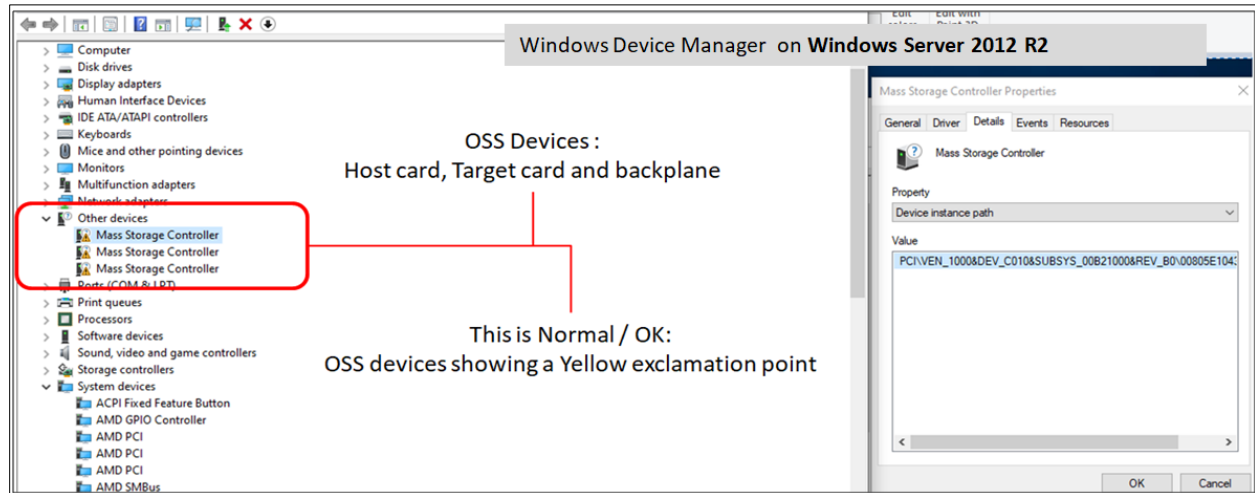 Edit Edit with
Windows Device Manager on Windows Server 2012 R2
Computer
Disk drives
Display adapters
Human Interface Devices
IDE ATA/ATAPI controllers
Keyboards
Mice and other pointing devices
Monitors
Multifunction adapters
Network adapters
Other devices
Mass Storage Controller
Mass Storage Controller
Mass Storage Controller
Ports (COM & LPT)
Print queues
Processors
Software devices
Sound, video and game controllers
Storage controllers
System devices
ACPI Fixed Feature Button
AMD GPIO Controller
AMD PCI
AMD PCI
AMD PCI
AMD SMBus
OSS Devices :
Host card, Target card and backplane
This is Normal / OK:
OSS devices showing a Yellow exclamation point
Mass Storage Controller Properties
General Driver Details Events Resources
Mass Storage Controller
Property
Device instance path
Value
PCI\VEN_1000&DEV_C010&SUBSYS_00B21000&REV_B0\00805E104
OK Cancel